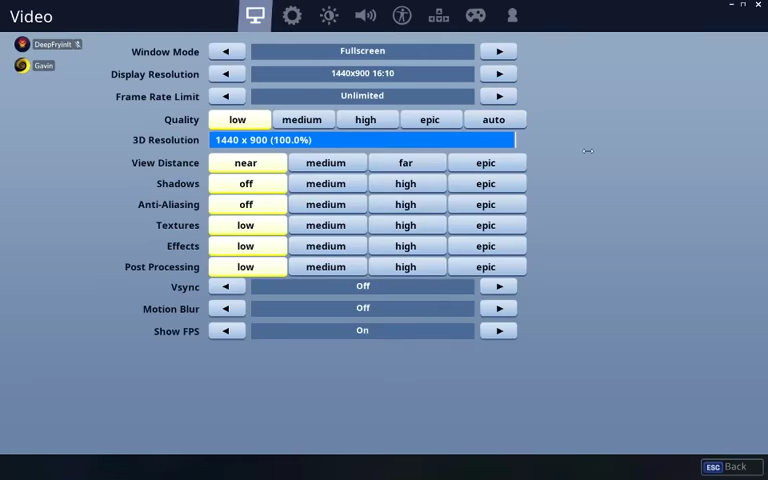 Video
DeepFryinIt
Gavin
Window Mode Fullscreen
Display Resolution 1440x900 16:10
Frame Rate Limit Unlimited
Quality low medium high epic auto
3D Resolution 1440 x 900 (100.0%)
View Distance near medium far epic
Shadows off medium high epic
Anti-Aliasing off medium high epic
Textures low medium high epic
Effects low medium high epic
Post Processing low medium high epic
Vsync Off
Motion Blur Off
Show FPS On
ESC Back